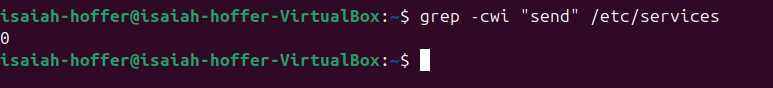 isaiah-hoffer@isaiah-hoffer-VirtualBox:~$ grep -cwi "send" /etc/services
0
isaiah-hoffer@isaiah-hoffer-VirtualBox:~$